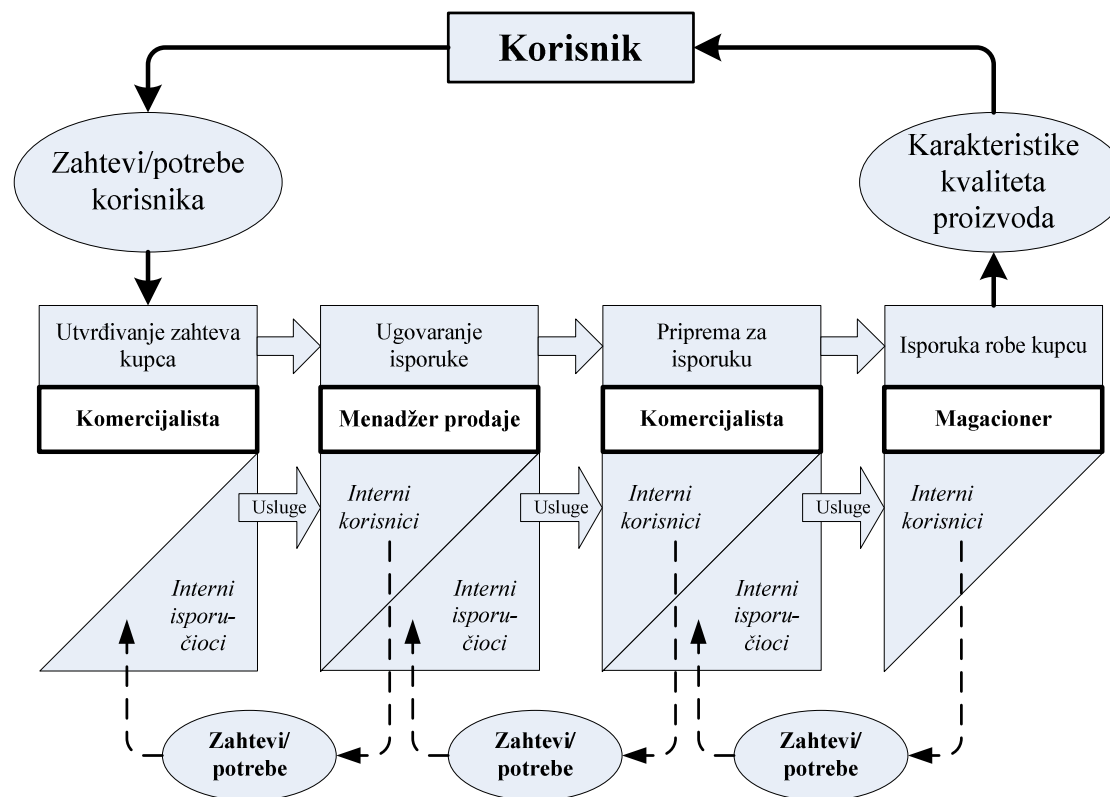 Korisnik
Zahtevi/potrebe
korisnika
Karakteristike
kvaliteta
proizvoda
Utvrđivanje zahteva
kupca
Ugovaranje
isporuke
Priprema za
isporuku
Isporuka robe kupcu
Komercijalista
Menadžer prodaje
Komercijalista
Magacioner
Usluge
Interni
korisnici
Usluge
Interni
korisnici
Usluge
Interni
korisnici
Interni
isporu-
čioci
Interni
isporu-
čioci
Interni
isporu-
čioci
Zahtevi/
potrebe
Zahtevi/
potrebe
Zahtevi/
potrebe